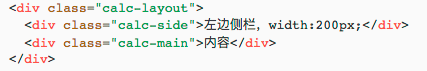 <div class="calc-layout">
<div class="calc-side">左边侧栏，width:200px;</div>
<div class="calc-main">内容</div>
</div>